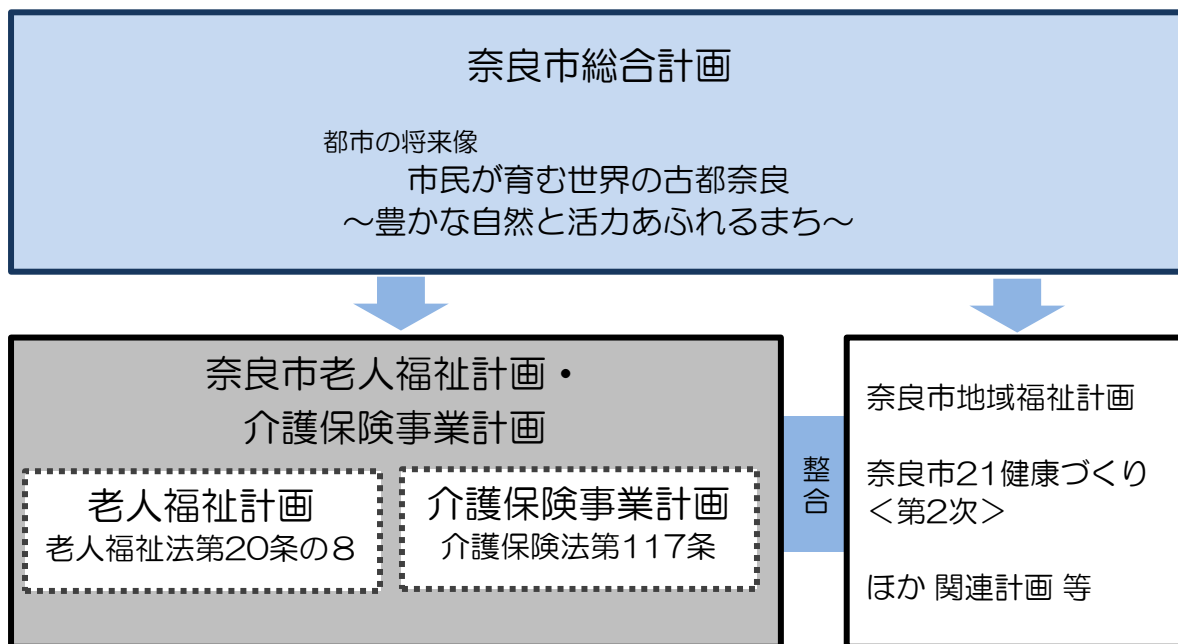 奈良市総合計画
都市の将来像
市民が育む世界の古都奈良
～豊かな自然と活力あふれるまち～
奈良市老人福祉計画・
介護保険事業計画
老人福祉計画
老人福祉法第20条の8
介護保険事業計画
介護保険法第117条
整
合
奈良市地域福祉計画
奈良市21健康づくり
＜第2次＞
ほか 関連計画 等